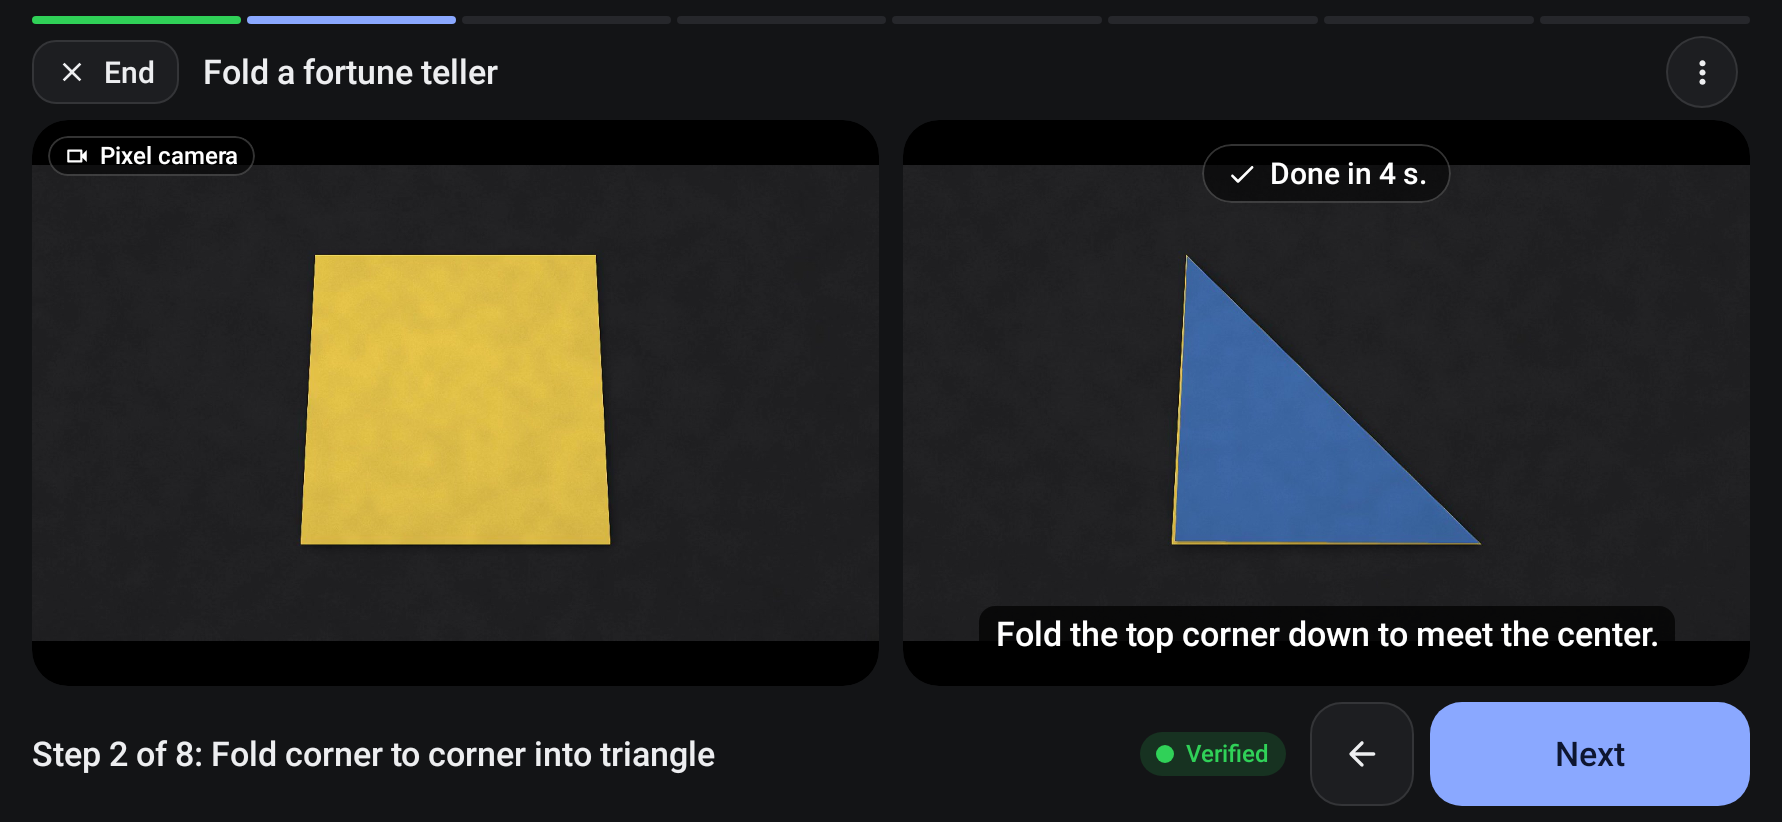 End
Fold a fortune teller
Pixel camera
Done in 4 s.
Fold the top corner down to meet the center.
Step 2 of 8: Fold corner to corner into triangle
Verified
Next